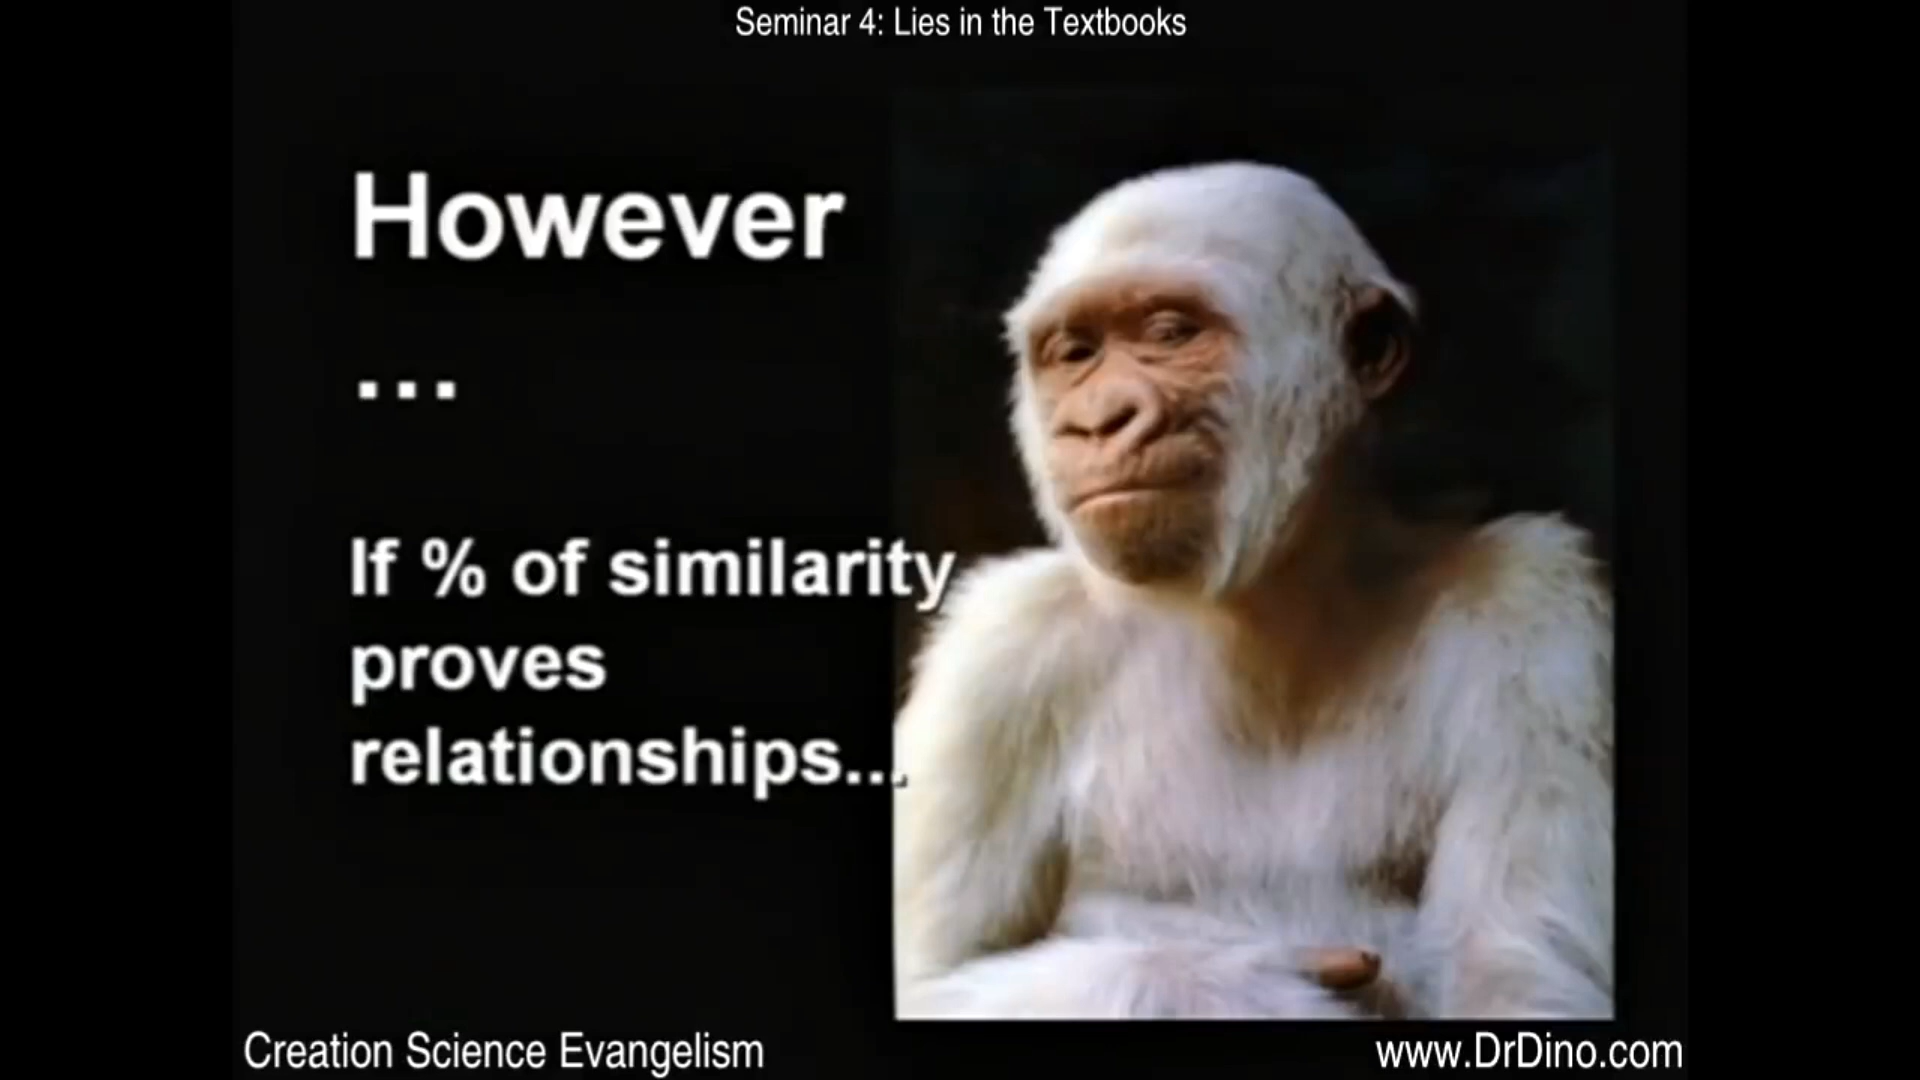 Seminar 4: Lies in the Textbooks
However
...
If % of similarity
proves
relationships...
Creation Science Evangelism
www.DrDino.com